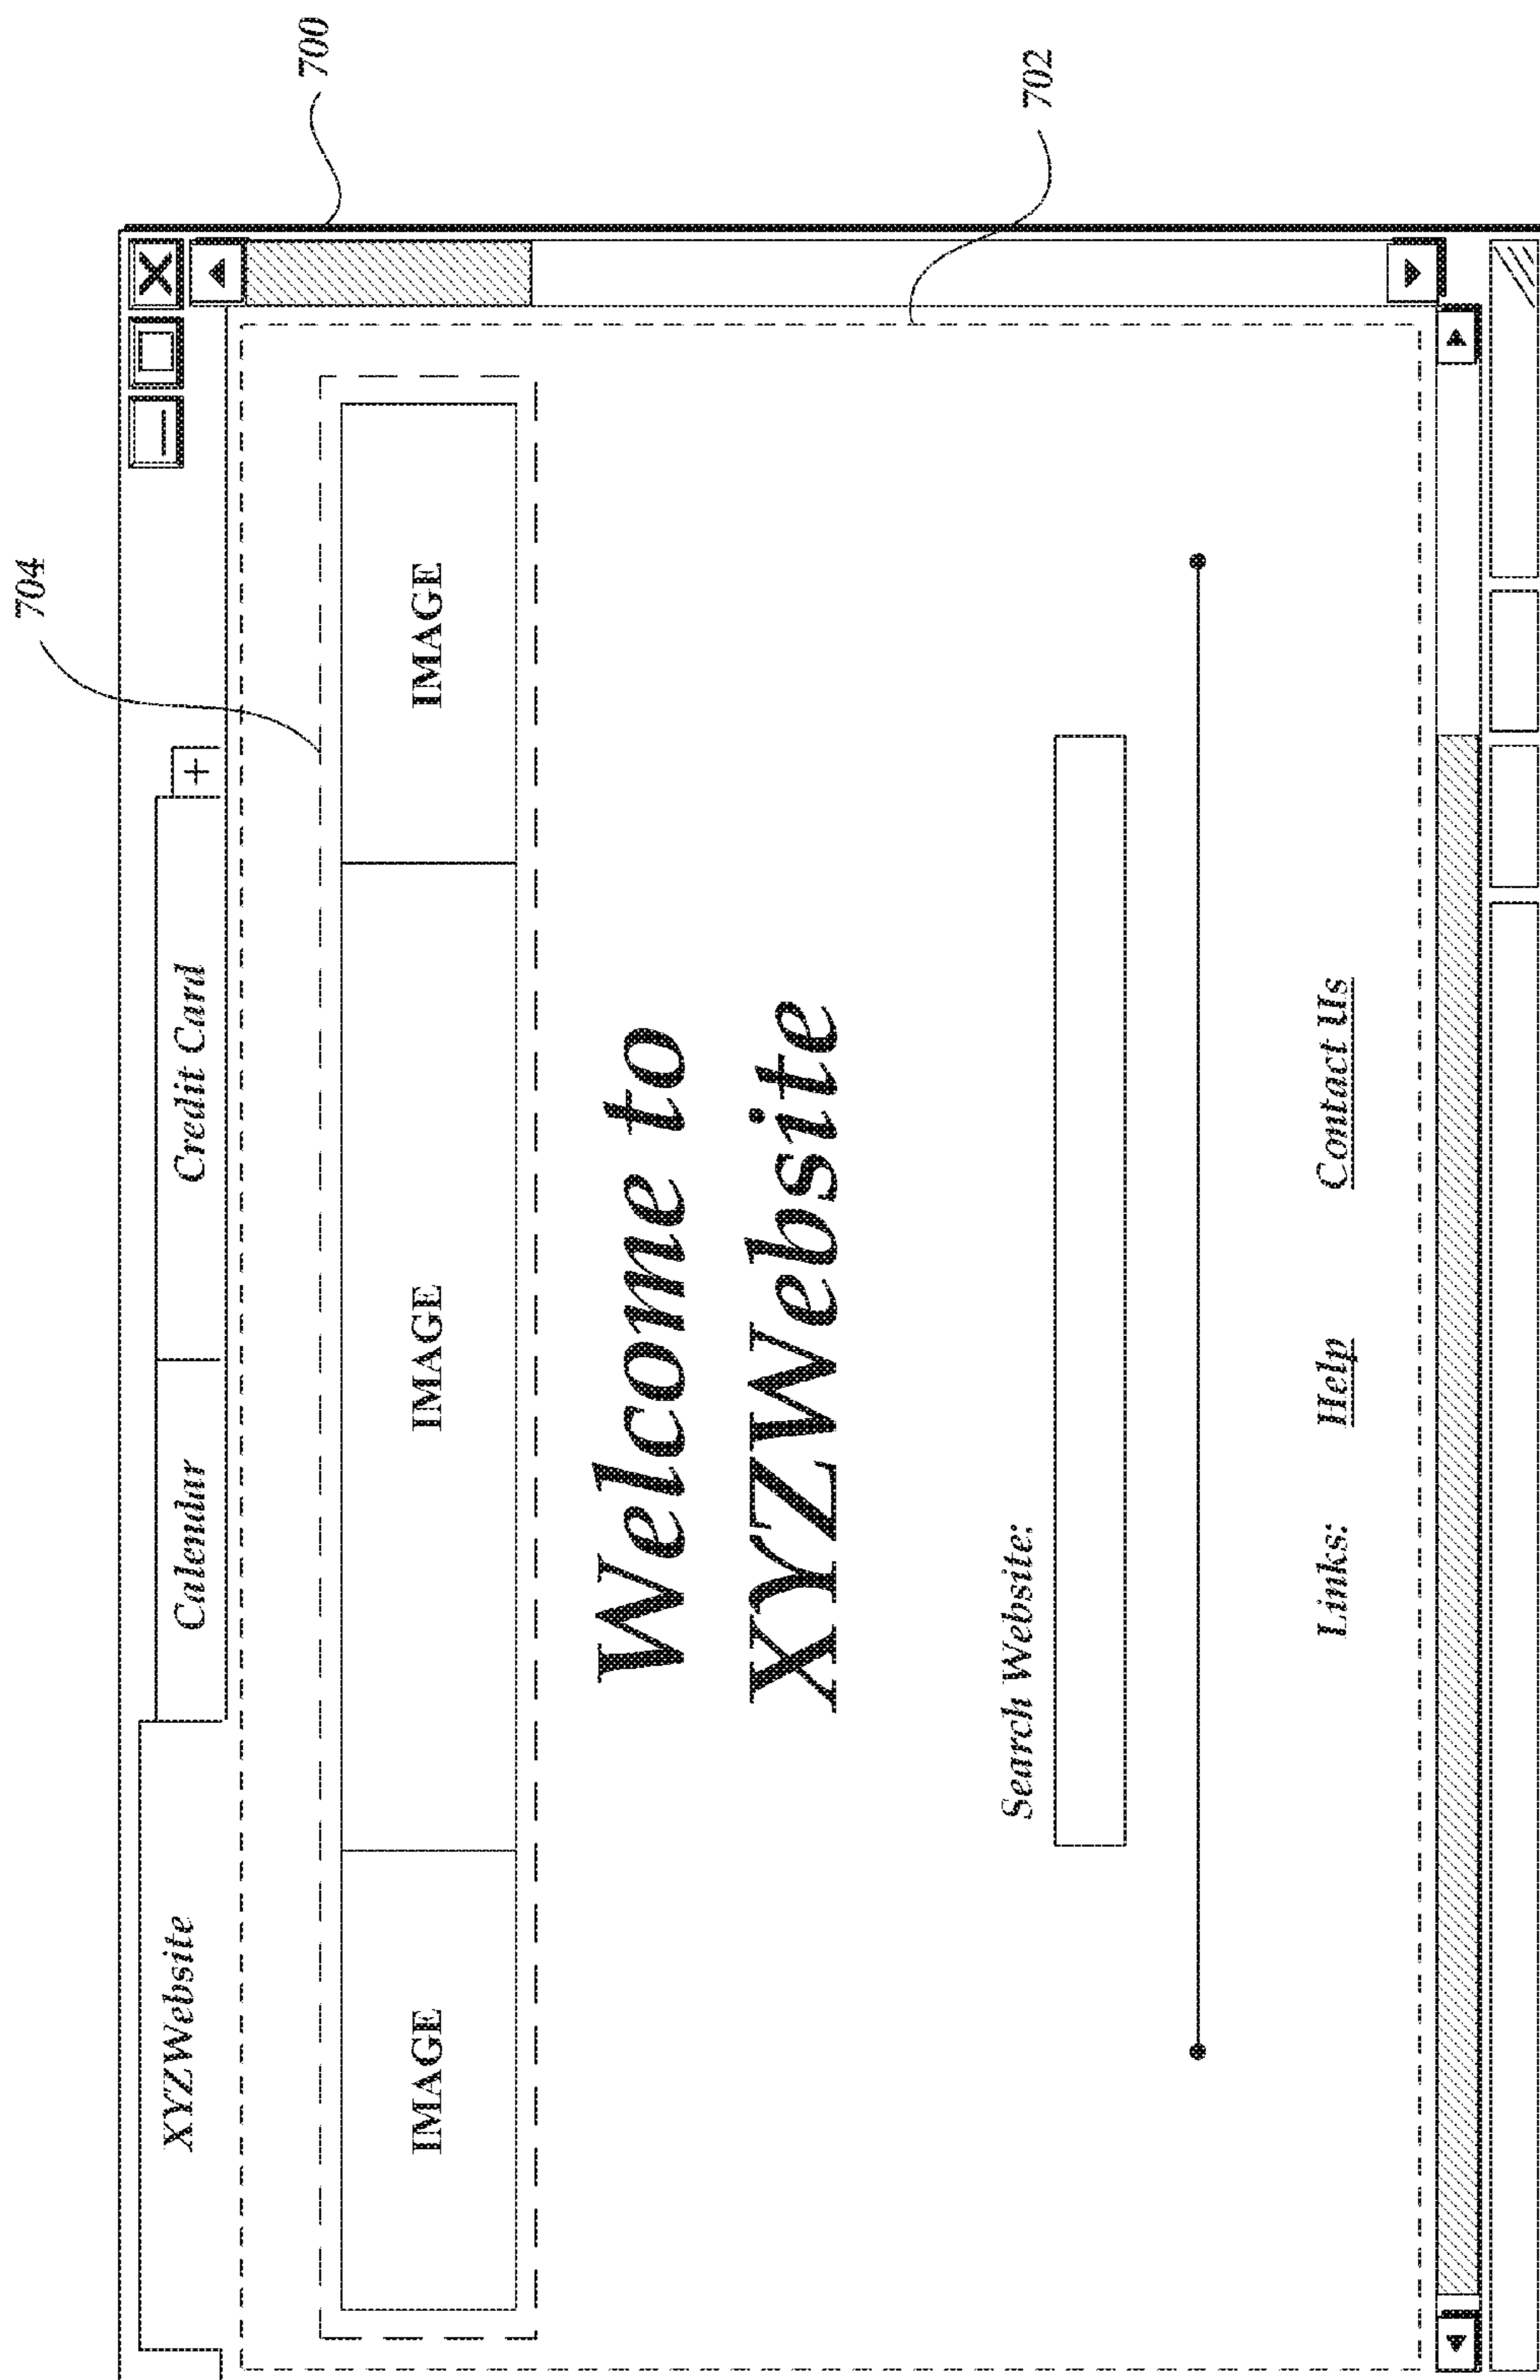 704
700
XYZWebsite
Calendar
Credit Card
+
IMAGE
IMAGE
IMAGE
Welcome to
XYZWebsite
702
Search Website:
Links: Help Contact Us